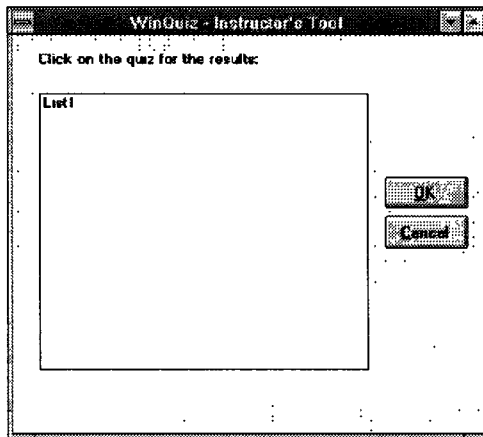 WinQuiz - Instructor's Tool
Click on the quiz for the results:
List1
OK
Cancel